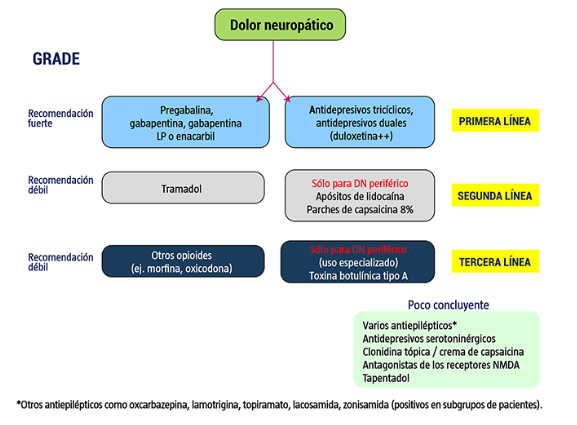 Dolor neuropático
GRADE
Recomendación
fuerte
Pregabalina,
gabapentina, gabapentina
LP o enacarbil
Antidepresivos tricíclicos,
antidepresivos duales
(duloxetina++)
PRIMERA LÍNEA
Recomendación
débil
Tramadol
Sólo para DN periférico
Apósitos de lidocaína
Parches de capsaicina 8%
SEGUNDA LÍNEA
Recomendación
débil
Otros opioides
(ej. morfina, oxicodona)
Sólo para DN periférico
(uso especializado)
Toxina botulínica tipo A
TERCERA LÍNEA
Poco concluyente
Varios antiepilépticos*
Antidepresivos serotoninérgicos
Clonidina tópica / crema de capsaicina
Antagonistas de los receptores NMDA
Tapentadol
*Otros antiepilépticos como oxcarbazepina, lamotrigina, topiramato, lacosamida, zonisamida (positivos en subgrupos de pacientes).